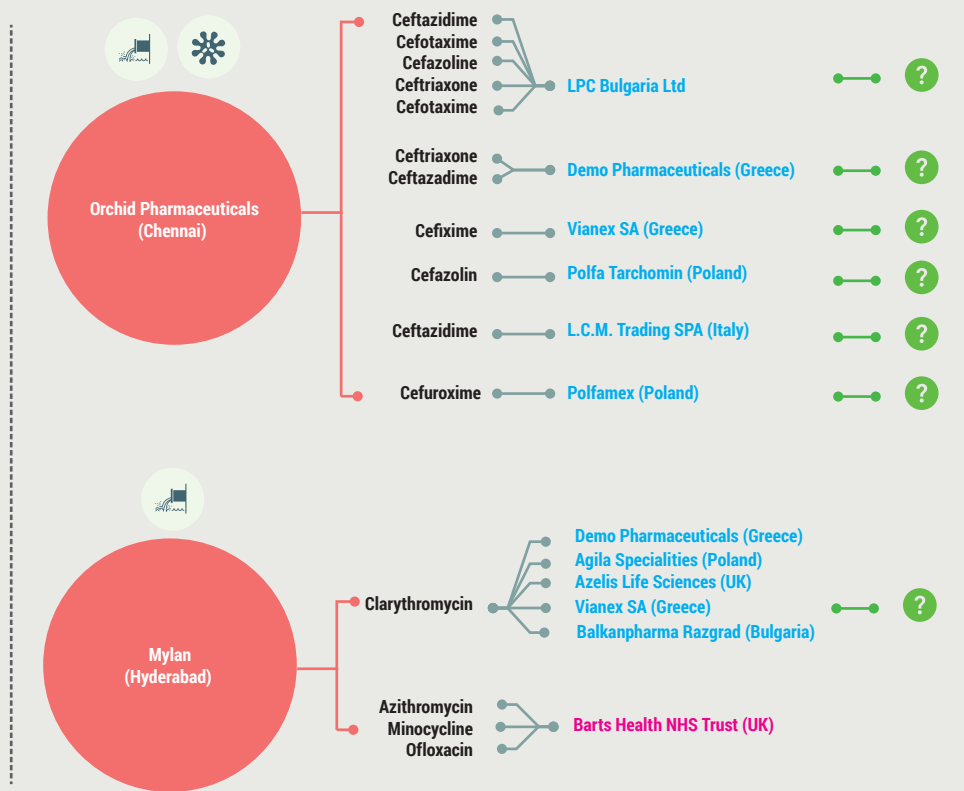 Ceftazidime
Cefotaxime
Cefazoline
Ceftriaxone
Cefotaxime
LPC Bulgaria Ltd
?
Ceftriaxone
Ceftazadime
Demo Pharmaceuticals (Greece)
?
Orchid Pharmaceuticals
(Chennai)
Cefixime
Vianex SA (Greece)
?
Cefazolin
Polfa Tarchomin (Poland)
?
Ceftazidime
L.C.M. Trading SPA (Italy)
?
Cefuroxime
Polfamex (Poland)
?
Mylan
(Hyderabad)
Clarythromycin
Demo Pharmaceuticals (Greece)
Agila Specialities (Poland)
Azelis Life Sciences (UK)
Vianex SA (Greece)
Balkanpharma Razgrad (Bulgaria)
?
Azithromycin
Minocycline
Ofloxacin
Barts Health NHS Trust (UK)